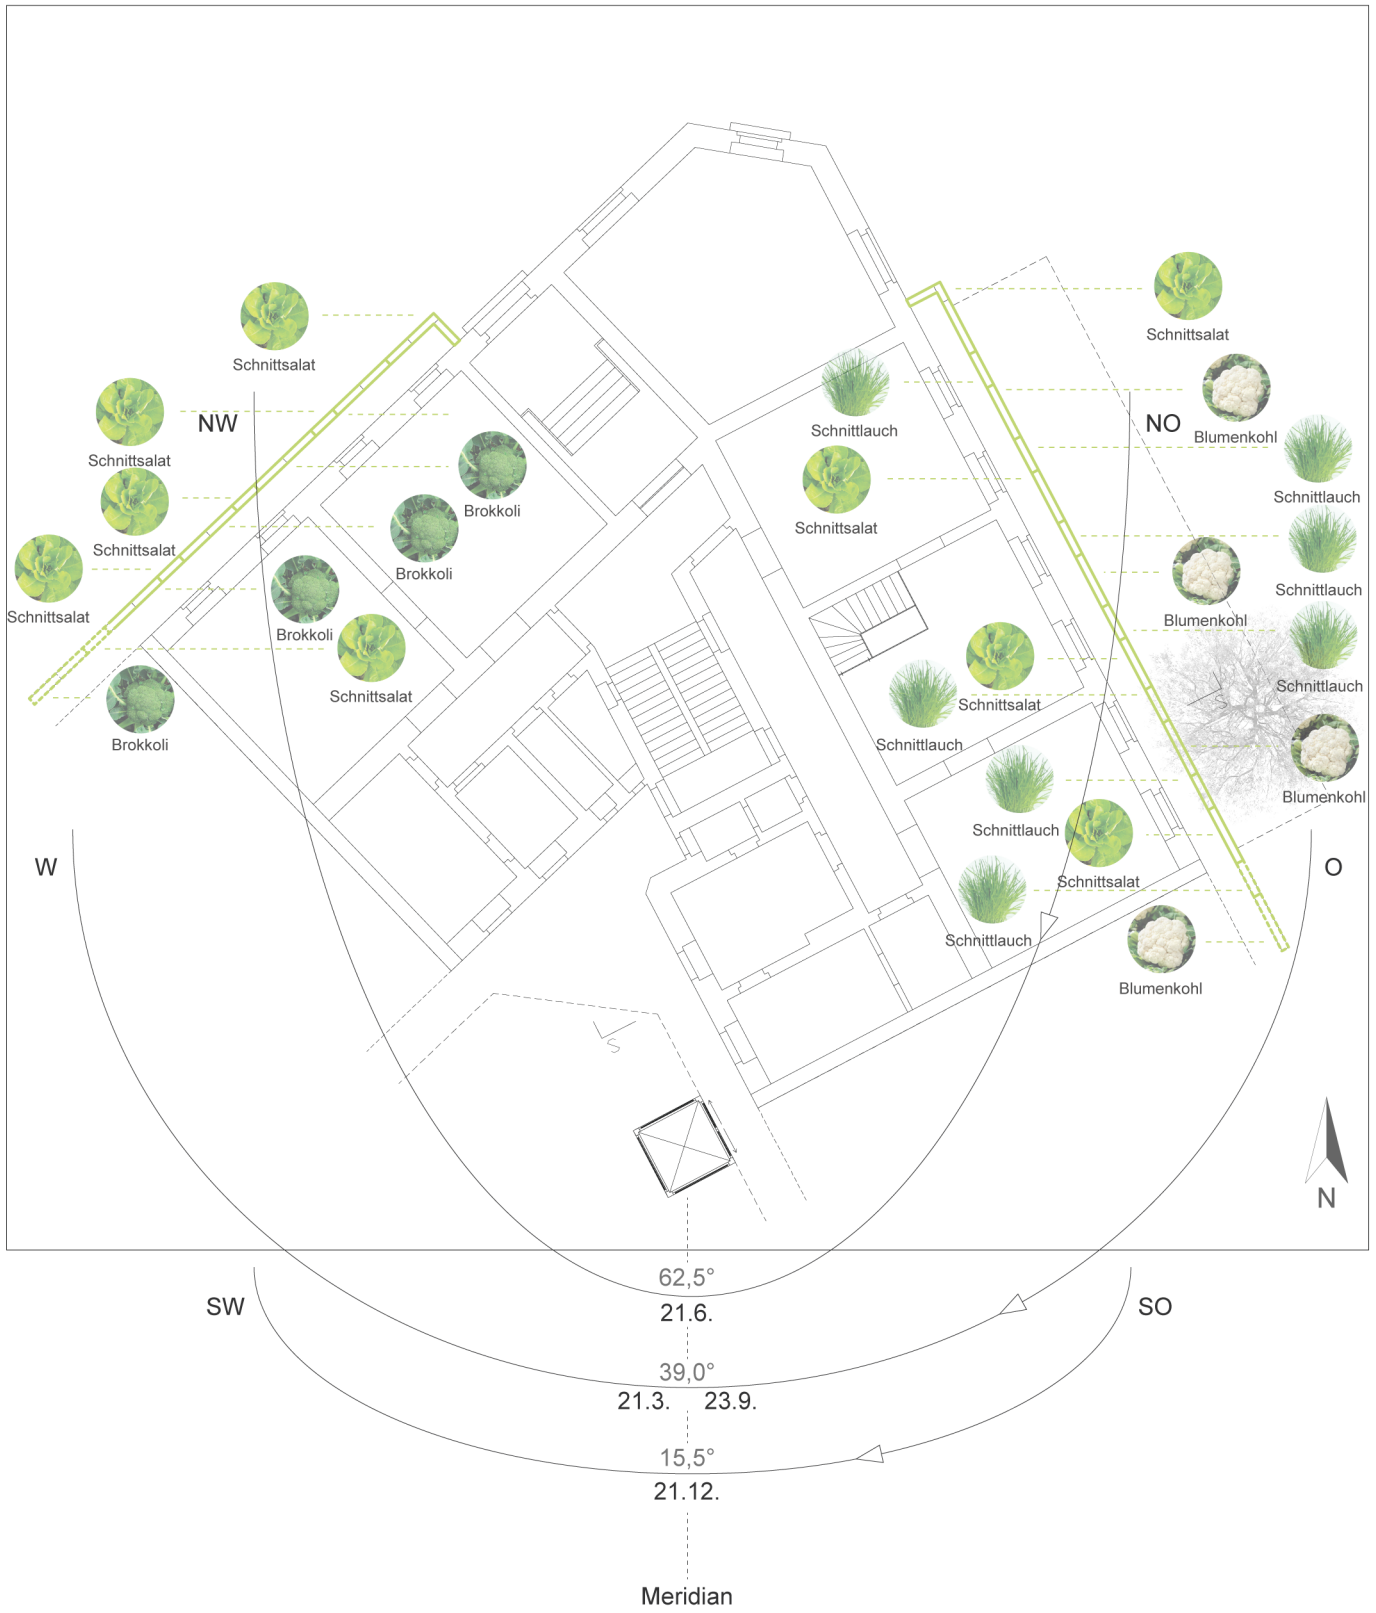 Schnittsalat
Schnittsalat
Schnittlauch
Blumenkohl
NW
NO
Schnittsalat
Schnittlauch
Brokkoli
Schnittsalat
Schnittsalat
Brokkoli
Schnittlauch
Schnittsalat
Blumenkohl
Brokkoli
Schnittlauch
Schnittsalat
Schnittsalat
Brokkoli
Schnittlauch
Blumenkohl
Schnittlauch
W
O
Schnittsalat
Schnittlauch
Blumenkohl
S
N
62,5°
SW
SO
21.6.
39,0°
21.3. 23.9.
15,5°
21.12.
Meridian